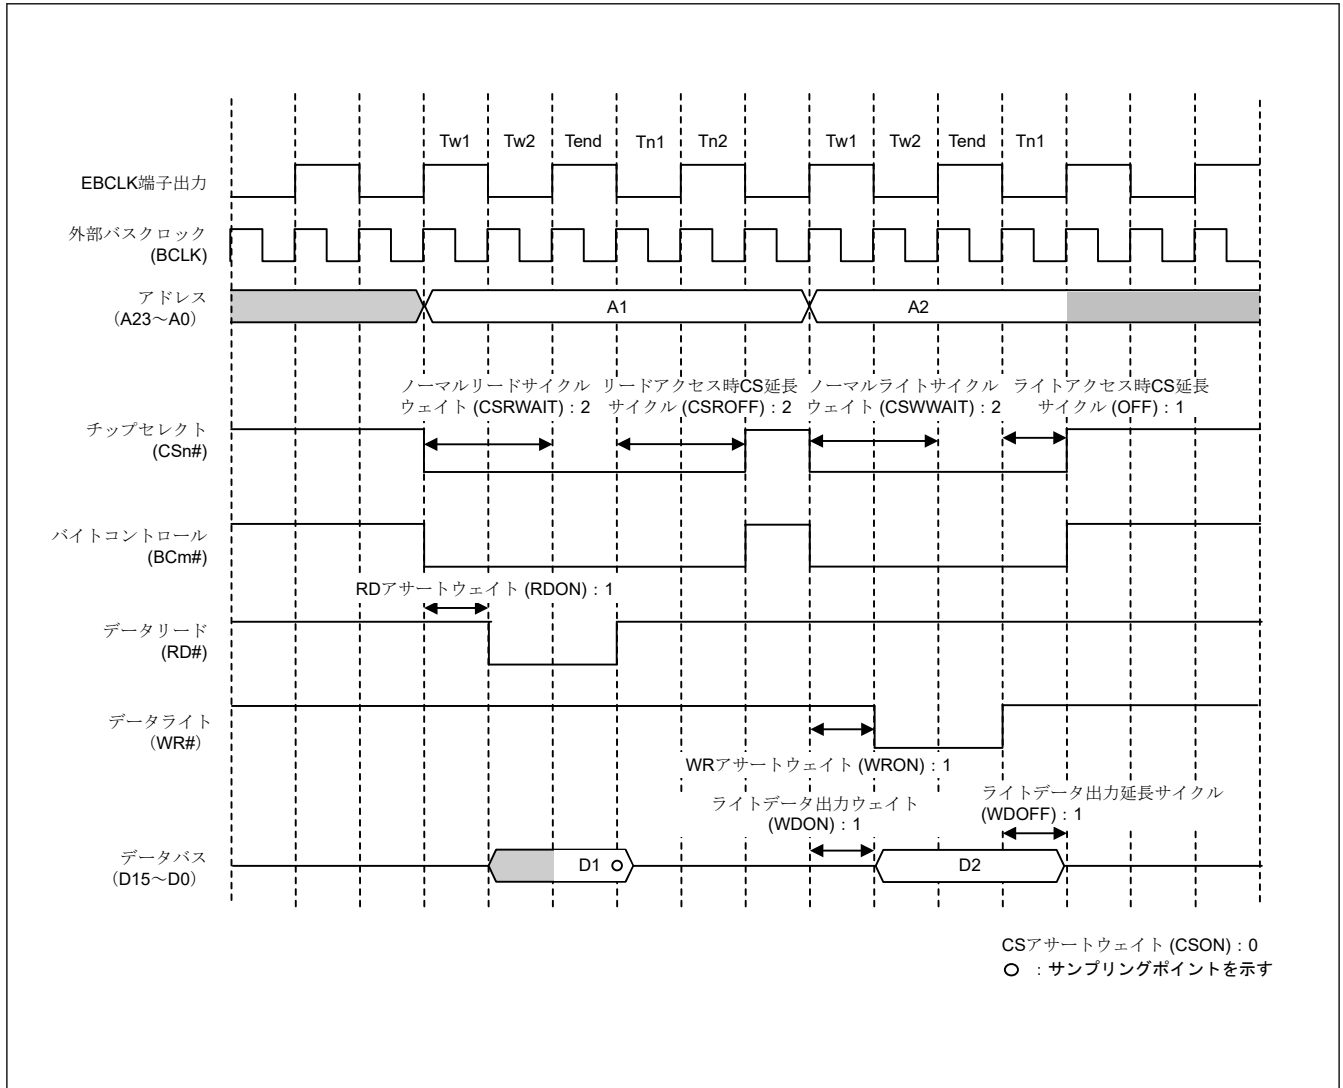 Tw1 Tw2 Tend Tn1 Tn2 Tw1 Tw2 Tend Tn1
EBCLK端子出力
外部バスクロック
(BCLK)
アドレス
（A23～A0）
A1 A2
ノーマルリードサイクル
ウェイト (CSRWAIT)：2
リードアクセス時CS延長
サイクル (CSROFF)：2
ノーマルライトサイクル
ウェイト (CSWWAIT)：2
ライトアクセス時CS延長
サイクル (OFF)：1
チップセレクト
(CSn#)
バイトコントロール
(BCm#)
RDアサートウェイト (RDON)：1
データリード
(RD#)
データライト
（WR#）
WRアサートウェイト (WRON)：1
ライトデータ出力ウェイト
(WDON)：1
ライトデータ出力延長サイクル
(WDOFF)：1
データバス
（D15～D0）
D1 D2
CSアサートウェイト (CSON)：0
○ ：サンプリングポイントを示す